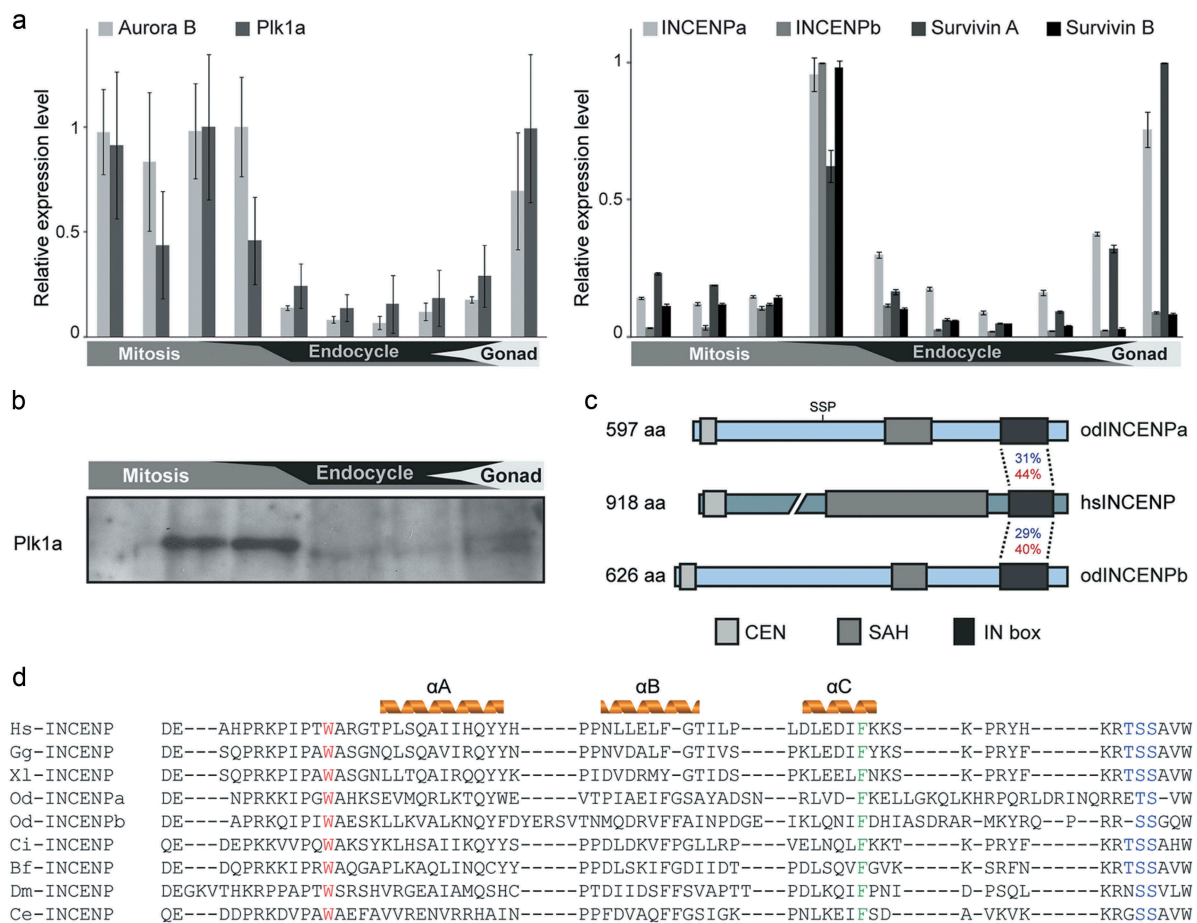 a
Aurora B Plk1a
Relative expression level
1
0.5
0
Mitosis Endocycle Gonad
INCENPa INCENPb Survivin A Survivin B
Relative expression level
1
0.5
0
Mitosis Endocycle Gonad
b
Mitosis Endocycle Gonad
Plk1a
c
SSP
597 aa odINCENPa
31%
44%
918 aa hsINCENP
29%
40%
626 aa odINCENPb
CEN SAH IN box
d
αA αB αC
Hs-INCENP DE---AHPRKPIPTWARGTPLSQAIIHQYYH----PPNLLELF-GTILP---LDLEDIFKKS----K-PRYH------KRTSSAVW
Gg-INCENP DE---SQPRKPIPAWASGNQLSQAVIRQYYN----PPNVDALF-GTIVS---PKLEDIFYKS----K-PRYF------KRTSSAVW
Xl-INCENP DE---SQPRKPIPAWASGNLLTQAIRQQYYK----PIDVDRMY-GTIDS---PKLEELFNKS----K-PRYF------KRTSSAVW
Od-INCENPa DE---NPRKKIPGWAHKSEVMQRLKTQYWE----VTPIAEIFGSAYADSN---RLVD-FKELLGKQLKHRPQRLDRINQRRETS-VW
Od-INCENPb DE---APRKQIPIWAESKLLKVALKNQYFDYERSVTNMQDRVFFAINPDGE-IKLQNIFDHIASDRAR-MKYRQ--P--RR-SSGQW
Ci-INCENP QE---DEPKKVVPQWAKSYKLHSAIIKQYYS----PPDLDKVFPGLLRP---VELNQLFKKT----K-PRYF------KRTSSAHW
Bf-INCENP DE---DQPRKKIPRWAQGAPLKAQLINQCYY----PPDLSKIFGDIIDT---PDLSQVFGVK----K-SRFN------KRTSSAVW
Dm-INCENP DEGKVTHKRPPAPTWSRSHVRGEAIAMQSHC----PTDIIDSFFSVAPTT---PDLKQIFPNI----D-PSQL------KRNSSVLW
Ce-INCENP QE---DDPRKDVPAWAEFAVVRENVRRHAIN----PPFDVAQFFGSIGK----PNLKEIFSD-----A-VKVK------KRGSSAVW